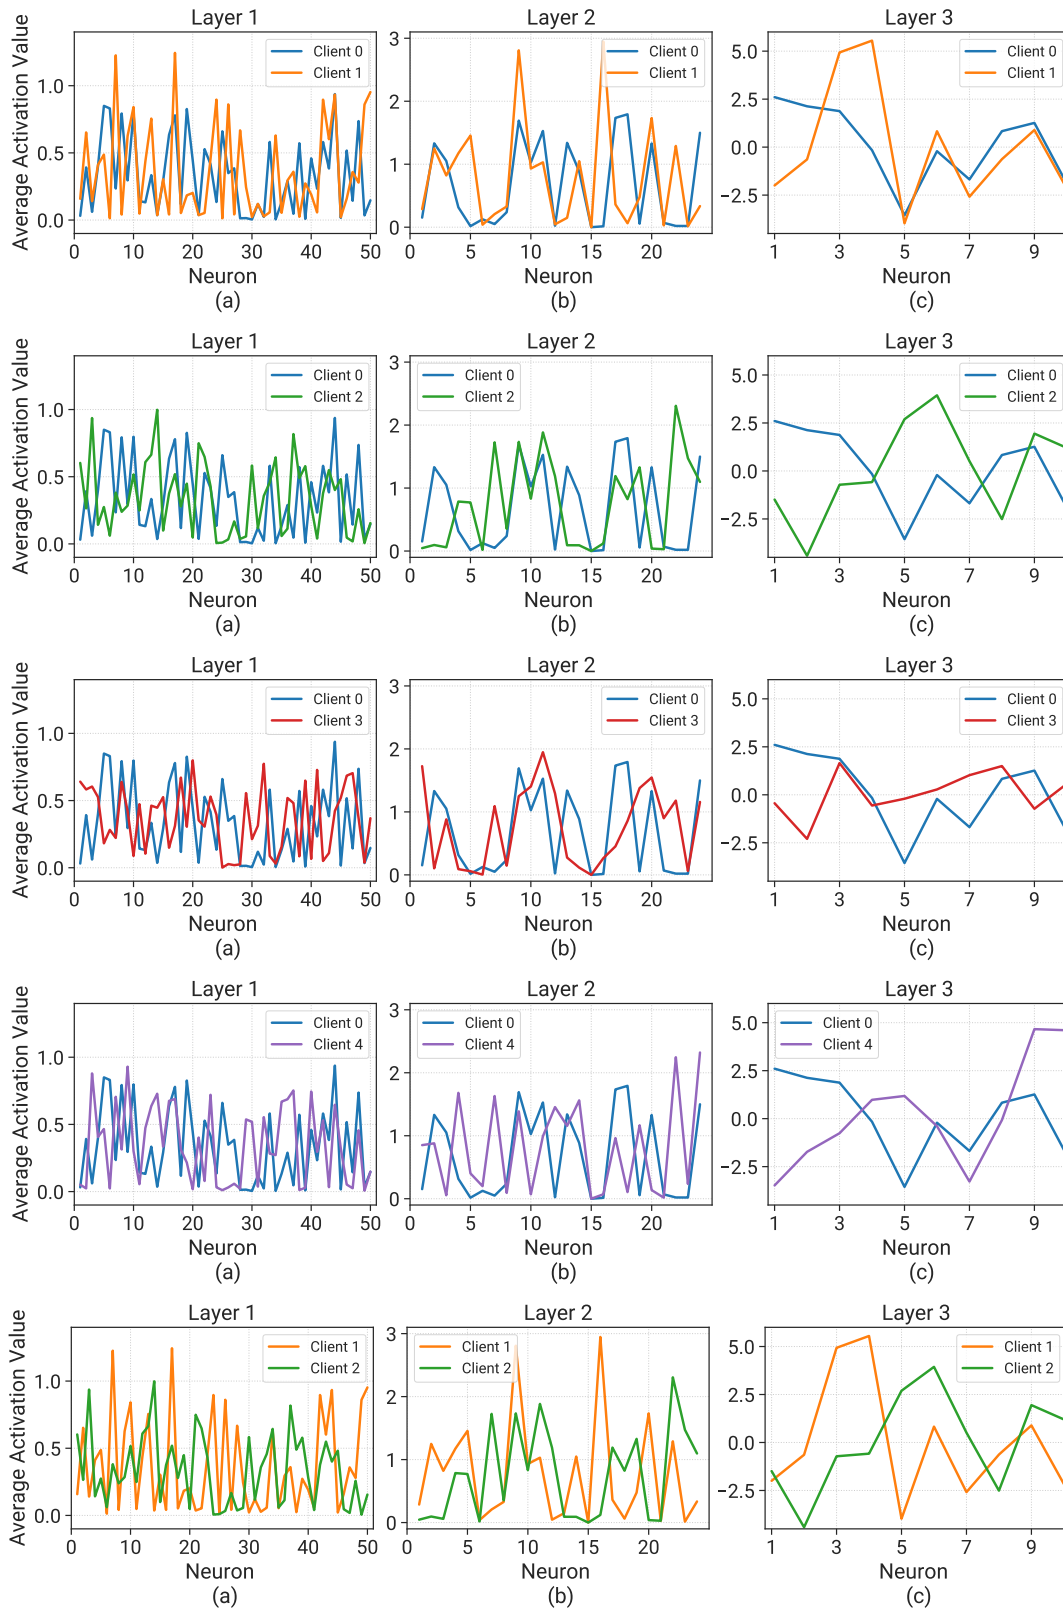 Layer 1
Layer 2
Layer 3
Average Activation Value
1.0
0.5
0.0
0 10 20 30 40 50
Client 0
Client 1
Neuron
(a)
3
2
1
0
0 5 10 15 20
Client 0
Client 1
Neuron
(b)
5.0
2.5
0.0
−2.5
1 3 5 7 9
Client 0
Client 1
Neuron
(c)
Layer 1
Layer 2
Layer 3
Average Activation Value
1.0
0.5
0.0
0 10 20 30 40 50
Client 0
Client 2
Neuron
(a)
3
2
1
0
0 5 10 15 20
Client 0
Client 2
Neuron
(b)
5.0
2.5
0.0
−2.5
1 3 5 7 9
Client 0
Client 2
Neuron
(c)
Layer 1
Layer 2
Layer 3
Average Activation Value
1.0
0.5
0.0
0 10 20 30 40 50
Client 0
Client 3
Neuron
(a)
3
2
1
0
0 5 10 15 20
Client 0
Client 3
Neuron
(b)
5.0
2.5
0.0
−2.5
1 3 5 7 9
Client 0
Client 3
Neuron
(c)
Layer 1
Layer 2
Layer 3
Average Activation Value
1.0
0.5
0.0
0 10 20 30 40 50
Client 0
Client 4
Neuron
(a)
3
2
1
0
0 5 10 15 20
Client 0
Client 4
Neuron
(b)
5.0
2.5
0.0
−2.5
1 3 5 7 9
Client 0
Client 4
Neuron
(c)
Layer 1
Layer 2
Layer 3
Average Activation Value
1.0
0.5
0.0
0 10 20 30 40 50
Client 1
Client 2
Neuron
(a)
3
2
1
0
0 5 10 15 20
Client 1
Client 2
Neuron
(b)
5.0
2.5
0.0
−2.5
1 3 5 7 9
Client 1
Client 2
Neuron
(c)